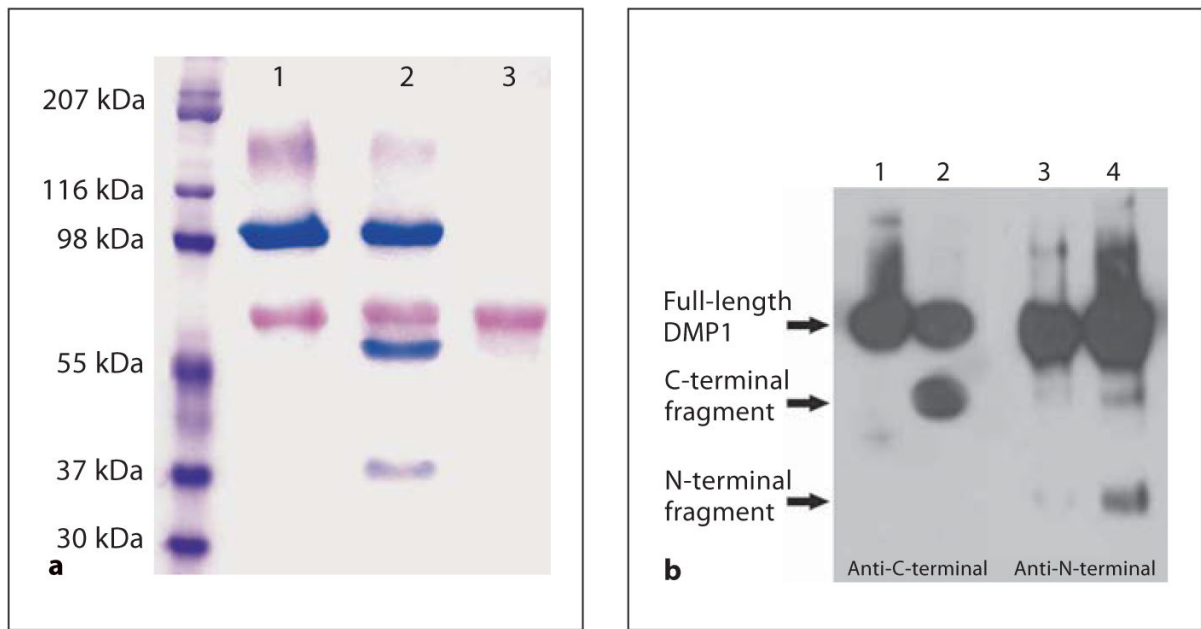 1 2 3
207 kDa
116 kDa
98 kDa
55 kDa
37 kDa
30 kDa
a
1 2 3 4
Full-length
DMP1
C-terminal
fragment
N-terminal
fragment
b
Anti-C-terminal Anti-N-terminal